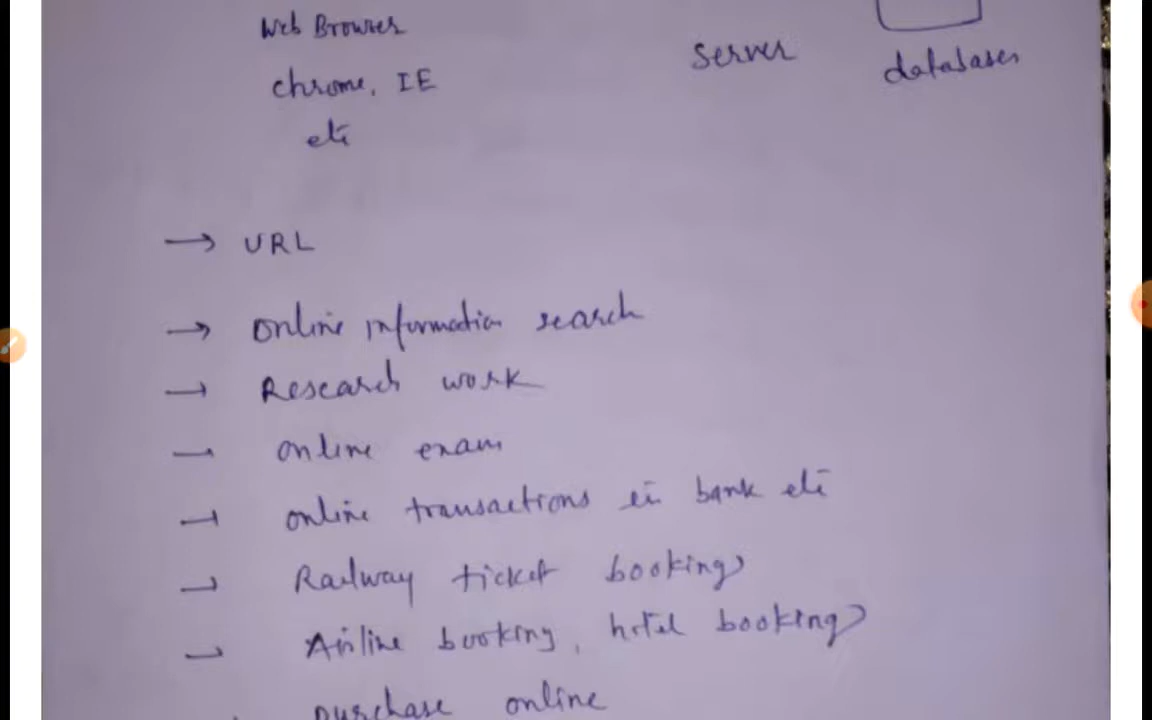 Web Browser
server
databases
chrome, IE
etc
→ URL
→ Online information search
→ Research work
→ online exam
→ online transactions in bank etc
→ Railway ticket booking
→ Airline booking, hotel booking
purchase online